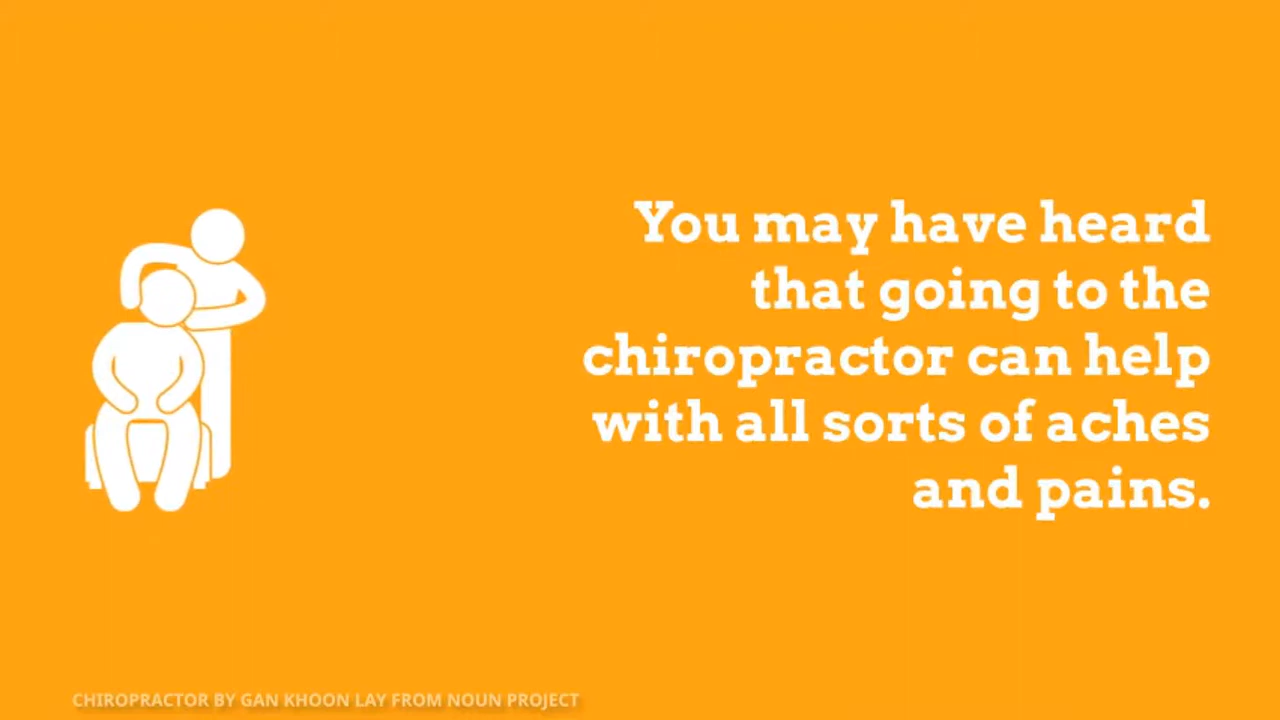 You may have heard
that going to the
chiropractor can help
with all sorts of aches
and pains.
CHIROPRACTOR BY GAN KHOON LAY FROM NOUN PROJECT